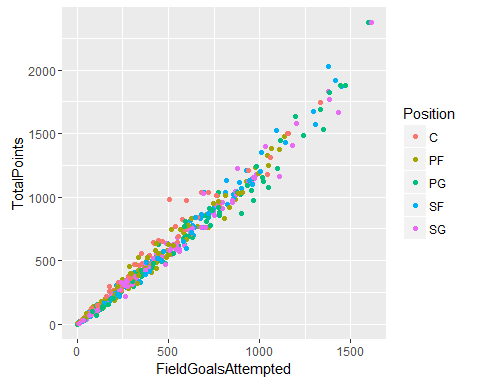 TotalPoints
2000
1500
1000
500
0
0
500
1000
1500
FieldGoalsAttempted
Position
C
PF
PG
SF
SG